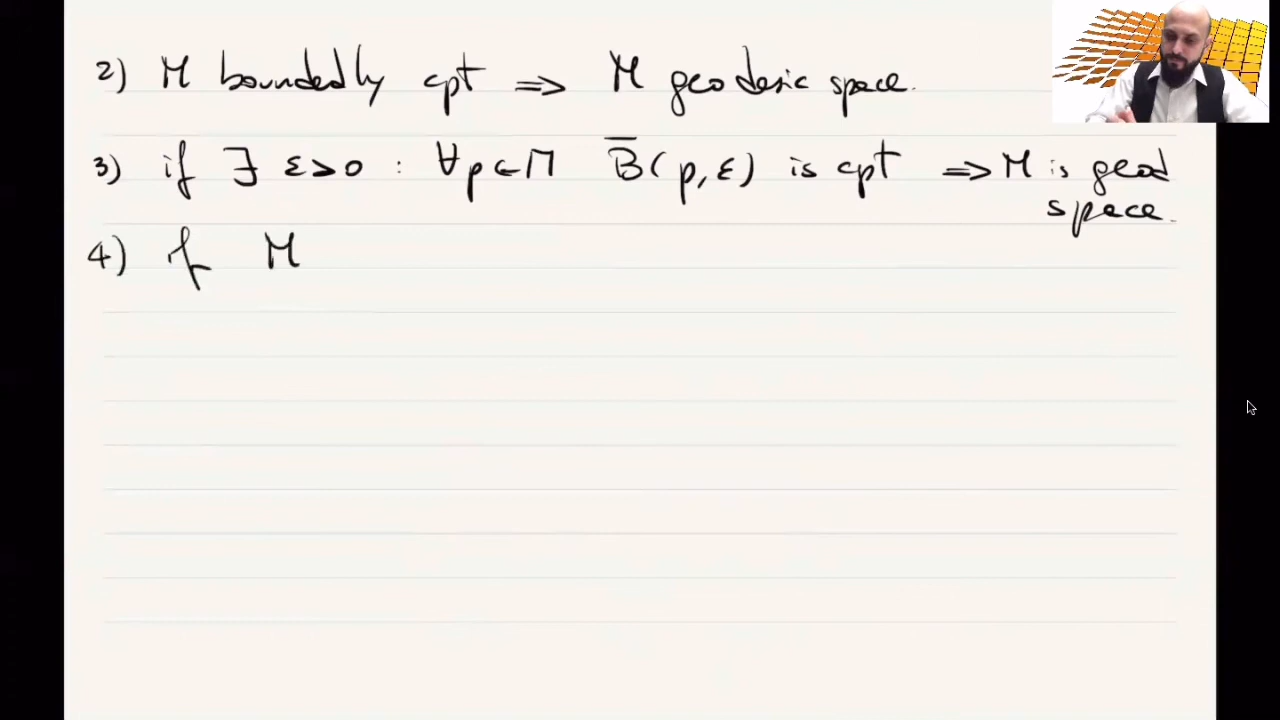 2) M boundedly cpt => M geodesic space.
3) if ∃ ε>0 : ∀p∈M B̅(p,ε) is cpt => M is geod
space.
4) if M